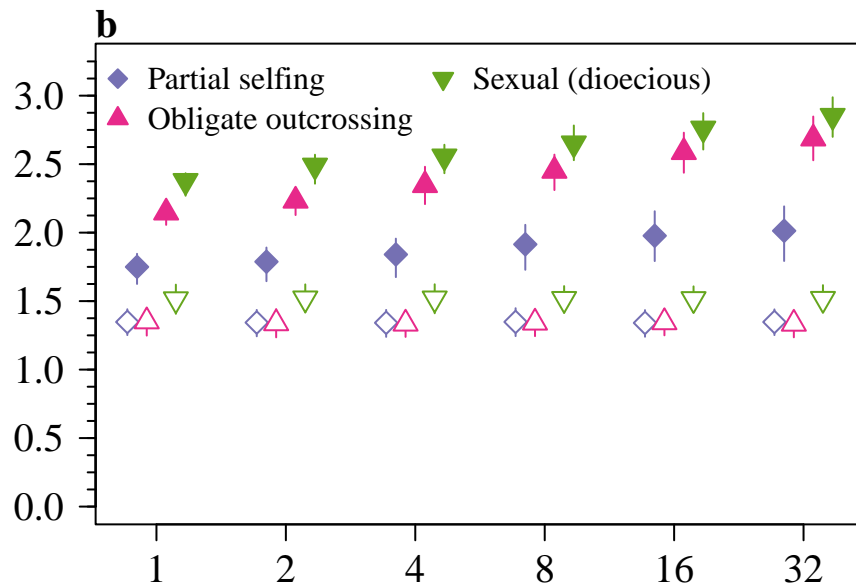 b
Partial selfing
Sexual (dioecious)
Obligate outcrossing
3.0
2.5
2.0
1.5
1.0
0.5
0.0
1 2 4 8 16 32